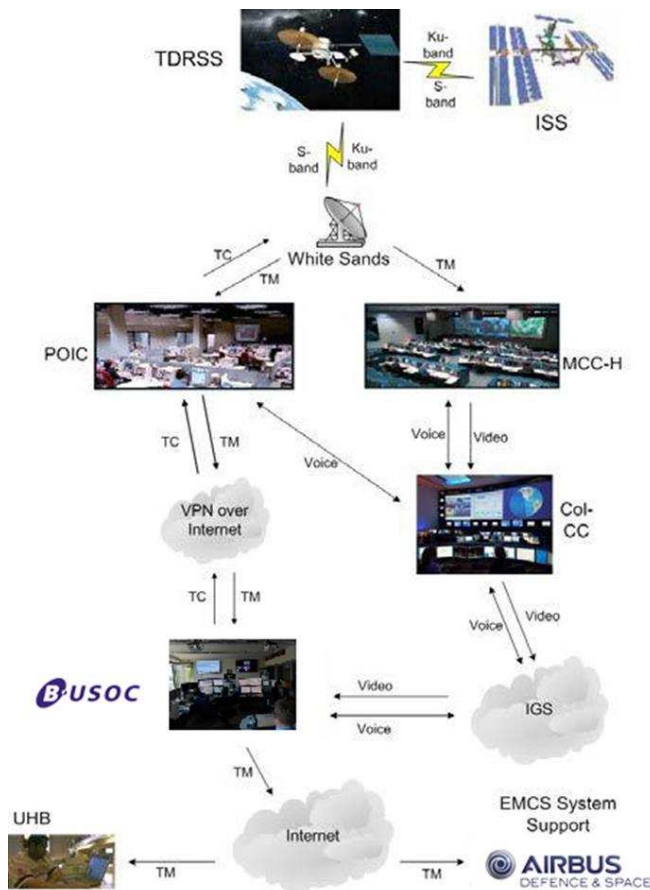 TDRSS
Ku-
band
S-
band
ISS
S-
band
Ku-
band
White Sands
TC
TM
TM
POIC
MCC-H
TC
TM
Voice
Voice
Video
VPN over
Internet
Col-
CC
TC
TM
Voice
Video
B.USOC
Video
Voice
IGS
TM
UHB
Internet
EMCS System
Support
TM
TM
AIRBUS
DEFENCE & SPACE